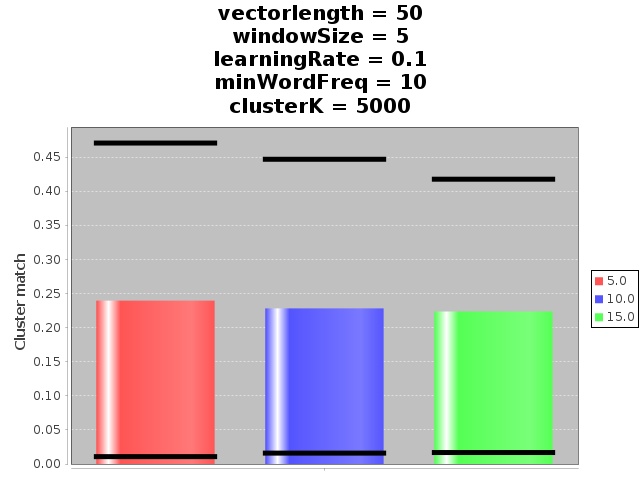 vectorlength = 50
windowSize = 5
learningRate = 0.1
minWordFreq = 10
clusterK = 5000
Cluster match
0.45
0.40
0.35
0.30
0.25
0.20
0.15
0.10
0.05
0.00
5.0
10.0
15.0